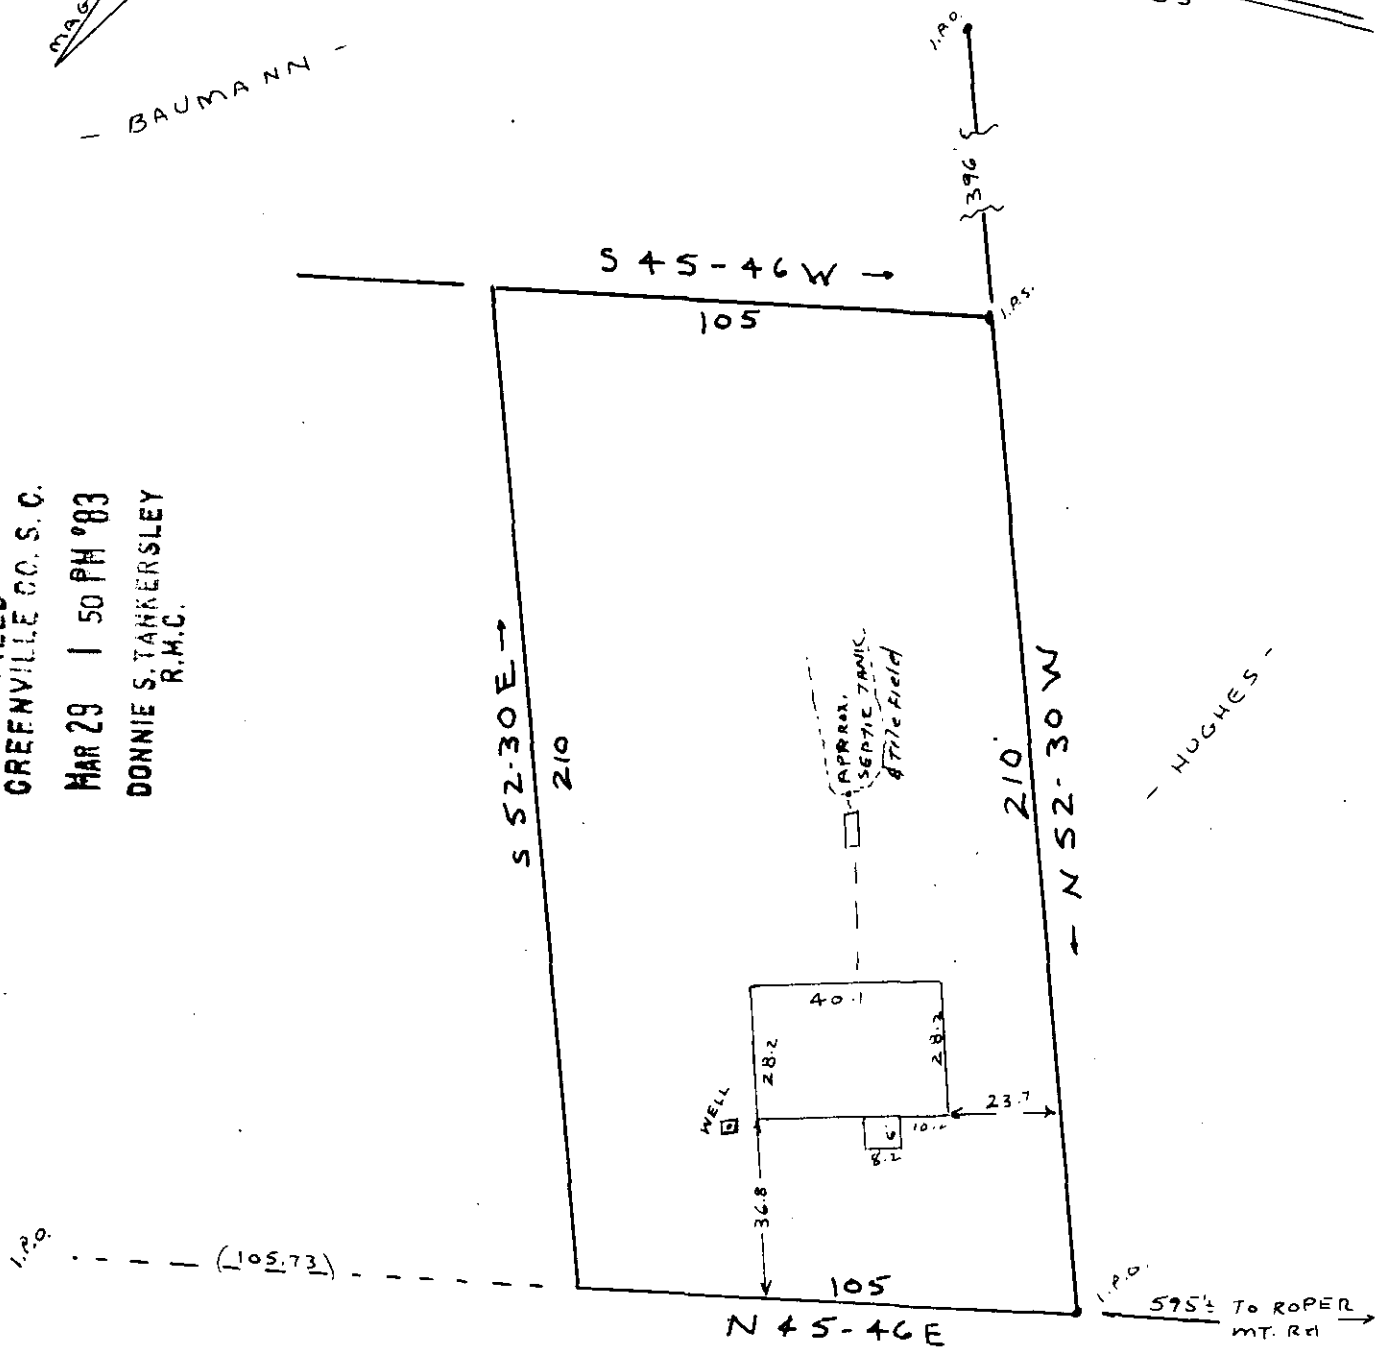 MAG
- BAUMANN -
I.P.O.
396
S 45-46 W →
105
I.P.S.
GREENVILLE CO. S. C.
MAR 29 1 50 PM '83
DONNIE S. TANKERSLEY
R.M.C.
S 52-30 E →
210
APPROX.
SEPTIC TANK
& Tile Field
210'
← N 52-30 W
- HUGHES -
40.1
28.2
28.2
WELL
23.7
10.2
6
8.2
36.8
I.P.O.
(105.73)
105
N 45-46 E
I.P.O.
595'± TO ROPER
MT. Rd